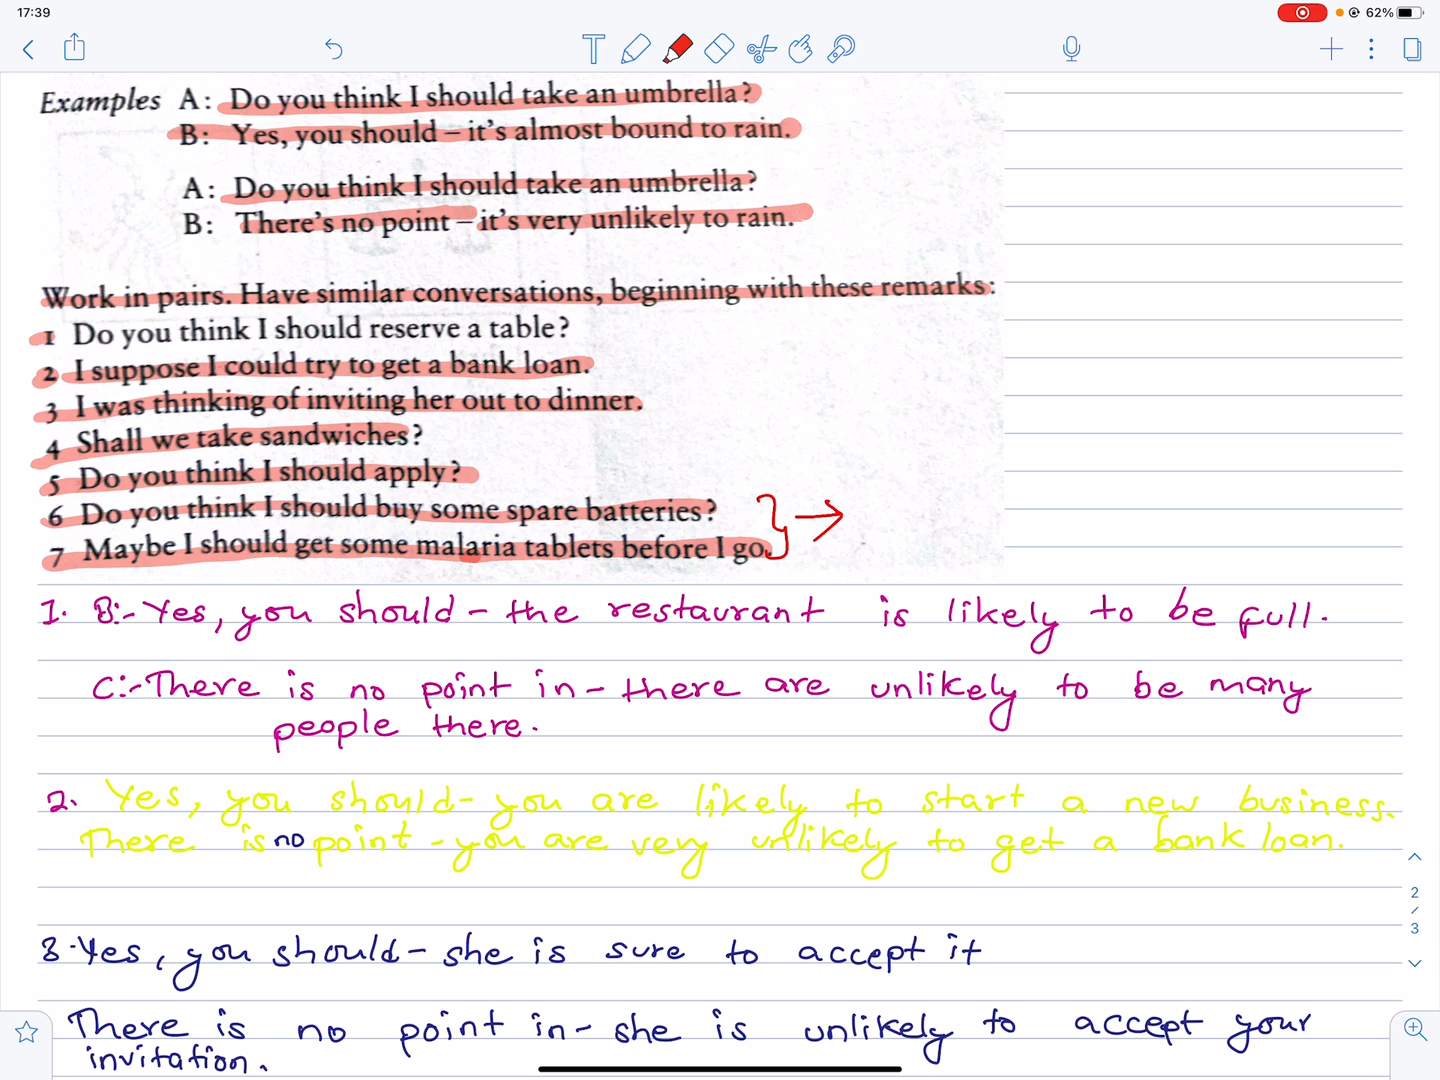 17:39
62%
Examples A: Do you think I should take an umbrella?
B: Yes, you should – it's almost bound to rain.
A: Do you think I should take an umbrella?
B: There's no point – it's very unlikely to rain.
Work in pairs. Have similar conversations, beginning with these remarks:
1 Do you think I should reserve a table?
2 I suppose I could try to get a bank loan.
3 I was thinking of inviting her out to dinner.
4 Shall we take sandwiches?
5 Do you think I should apply?
6 Do you think I should buy some spare batteries?
7 Maybe I should get some malaria tablets before I go.
1. B:- Yes, you should - the restaurant is likely to be full.
C:- There is no point in - there are unlikely to be many
people there.
2. Yes, you should - you are likely to start a new business.
There is no point - you are very unlikely to get a bank loan.
3. Yes, you should - she is sure to accept it
There is no point in - she is unlikely to accept your
invitation.
2
/
3